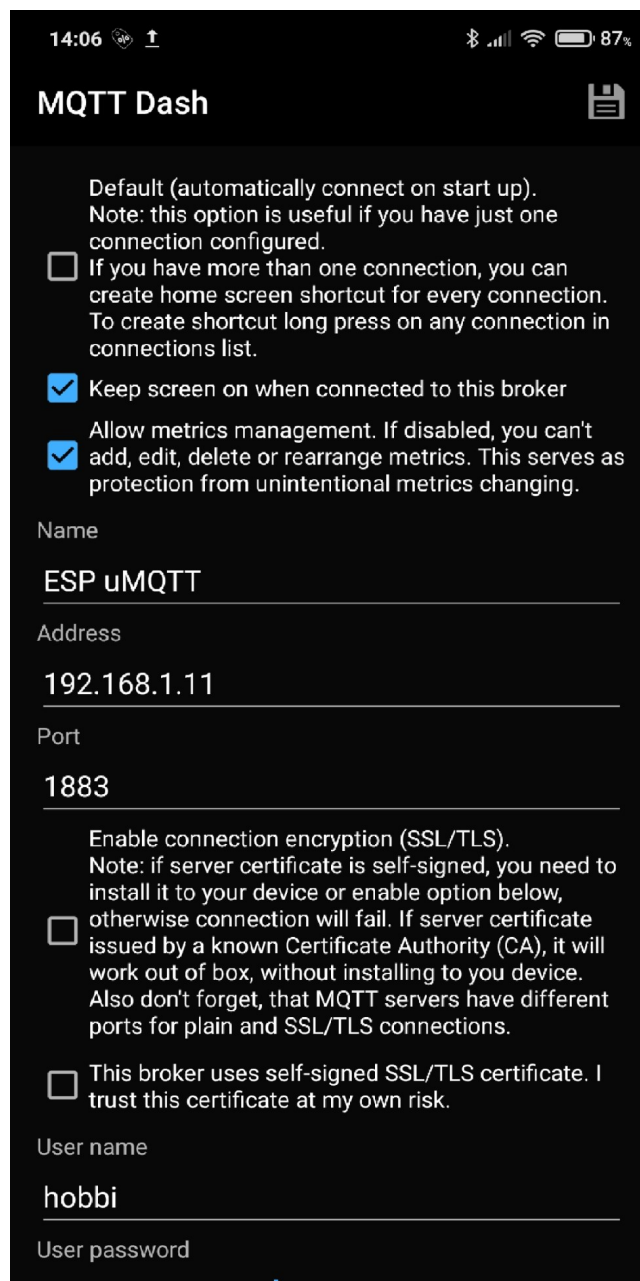 14:06 87%
MQTT Dash
Default (automatically connect on start up).
Note: this option is useful if you have just one
connection configured.
If you have more than one connection, you can
create home screen shortcut for every connection.
To create shortcut long press on any connection in
connections list.
Keep screen on when connected to this broker
Allow metrics management. If disabled, you can't
add, edit, delete or rearrange metrics. This serves as
protection from unintentional metrics changing.
Name
ESP uMQTT
Address
192.168.1.11
Port
1883
Enable connection encryption (SSL/TLS).
Note: if server certificate is self-signed, you need to
install it to your device or enable option below,
otherwise connection will fail. If server certificate
issued by a known Certificate Authority (CA), it will
work out of box, without installing to you device.
Also don't forget, that MQTT servers have different
ports for plain and SSL/TLS connections.
This broker uses self-signed SSL/TLS certificate. I
trust this certificate at my own risk.
User name
hobbi
User password